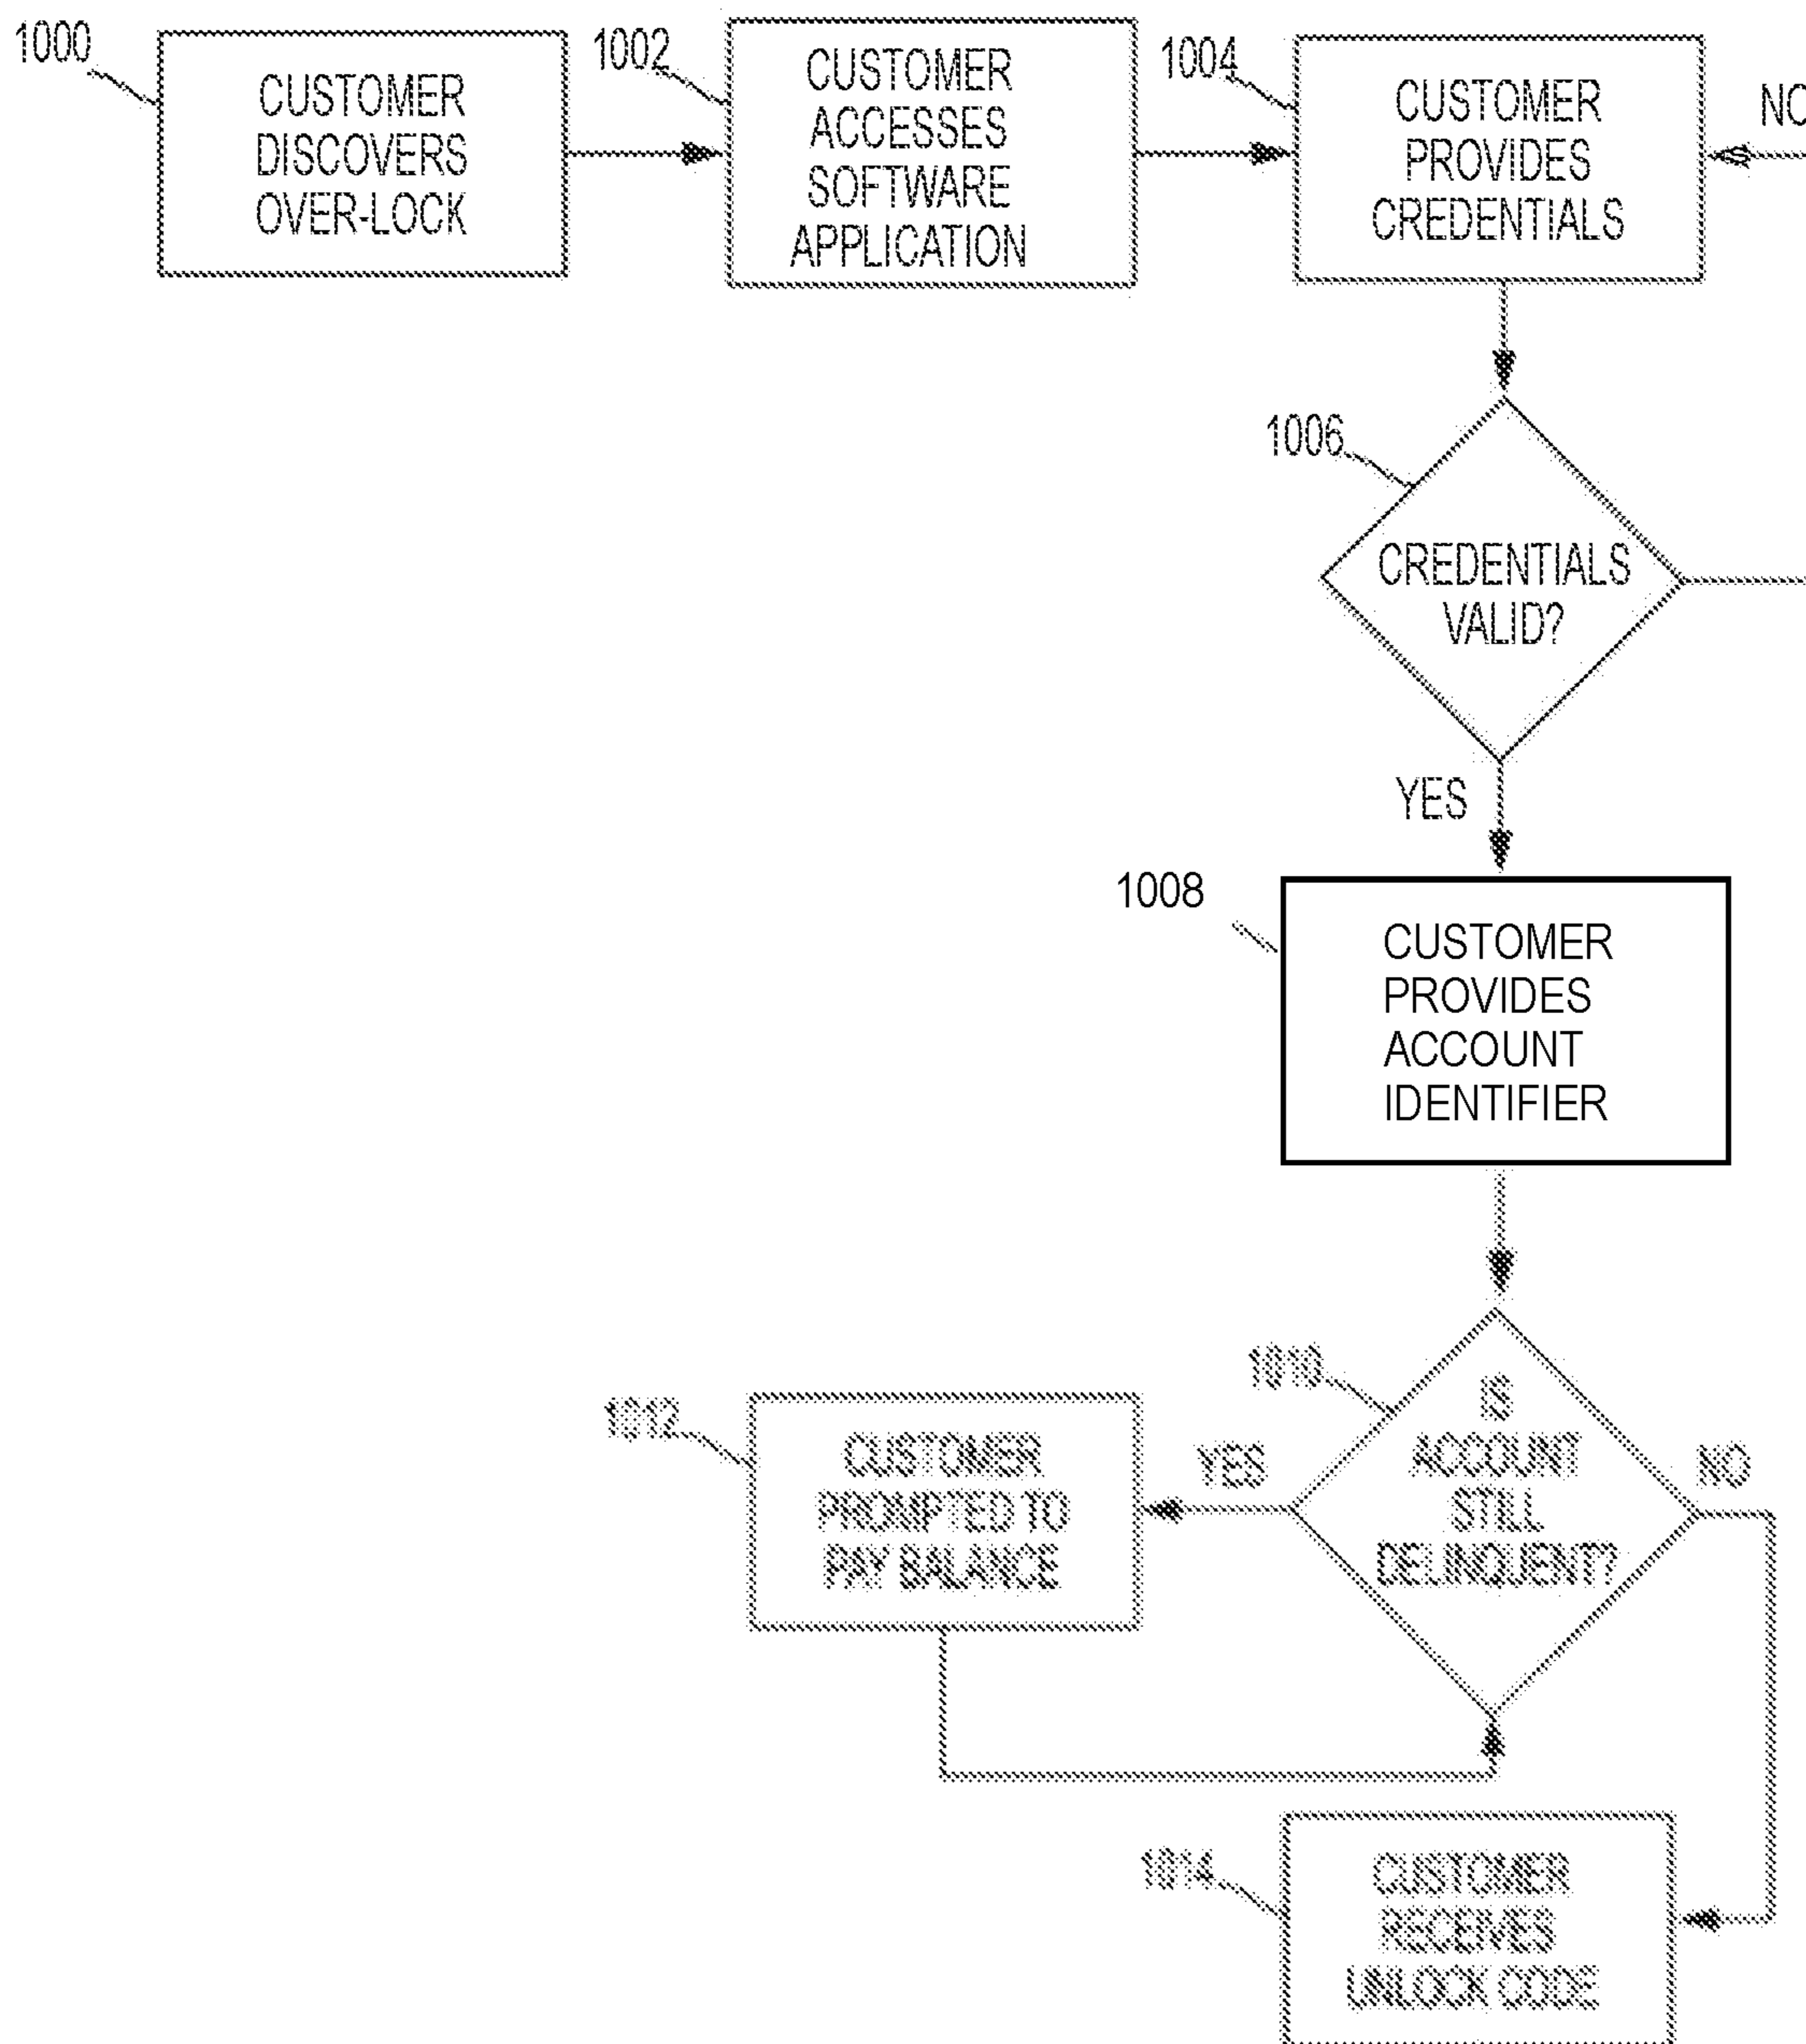 1000
CUSTOMER
DISCOVERS
OVER-LOCK
1002
CUSTOMER
ACCESSES
SOFTWARE
APPLICATION
1004
CUSTOMER
PROVIDES
CREDENTIALS
NO
1006
CREDENTIALS
VALID?
YES
1008
CUSTOMER
PROVIDES
ACCOUNT
IDENTIFIER
1010
IS
ACCOUNT
STILL
DELINQUENT?
YES
NO
1012
CUSTOMER
PROMPTED TO
PAY BALANCE
1014
CUSTOMER
RECEIVES
UNLOCK CODE